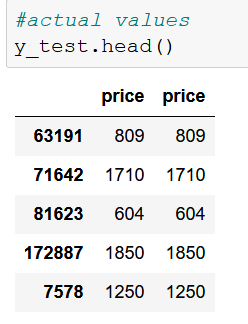 #actual values
y_test.head()
price price
63191 809 809
71642 1710 1710
81623 604 604
172887 1850 1850
7578 1250 1250